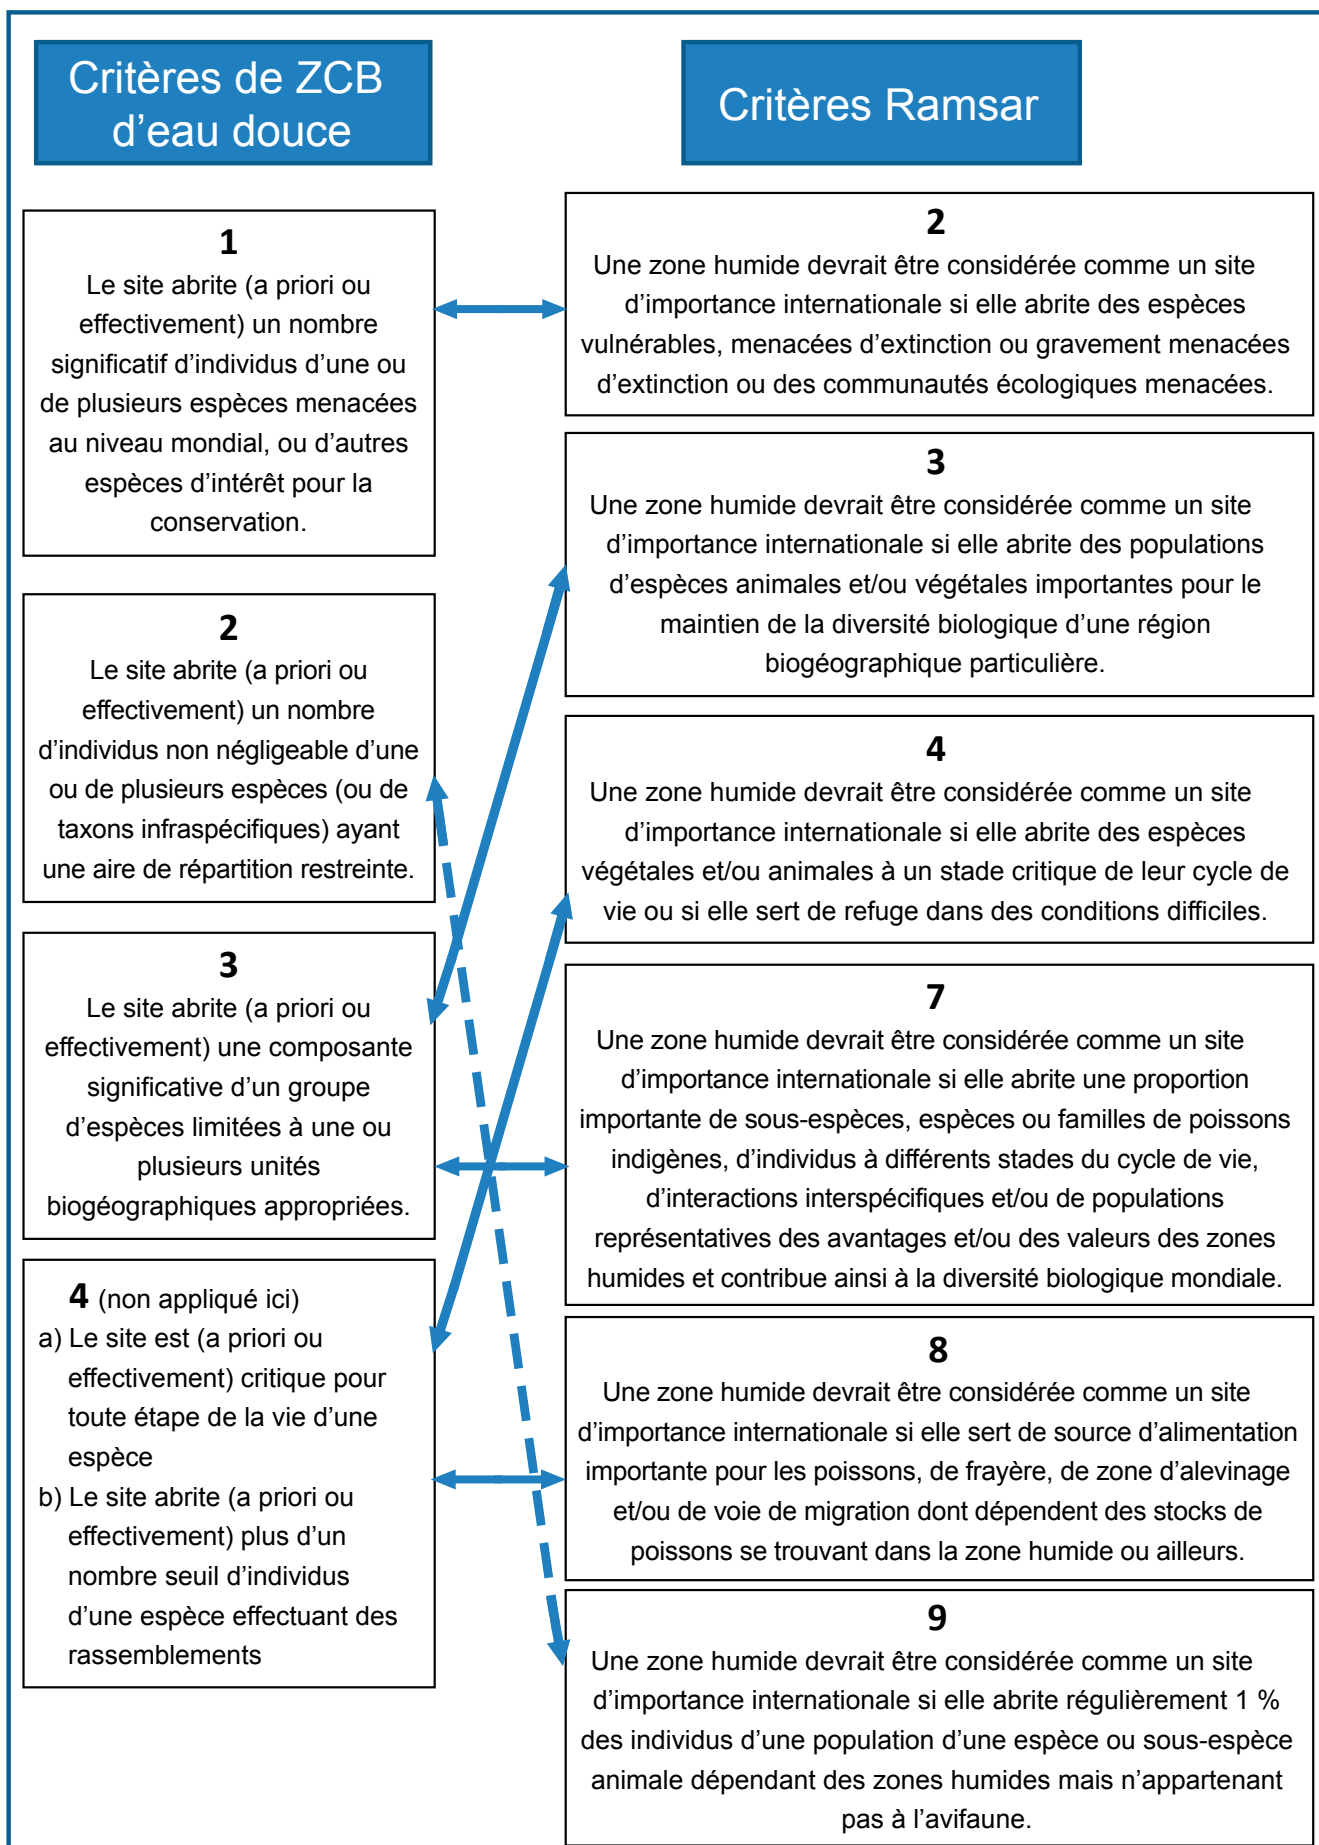 Critères de ZCB
d’eau douce
Critères Ramsar
1
Le site abrite (a priori ou
effectivement) un nombre
significatif d’individus d’une ou
de plusieurs espèces menacées
au niveau mondial, ou d’autres
espèces d’intérêt pour la
conservation.
2
Le site abrite (a priori ou
effectivement) un nombre
d’individus non négligeable d’une
ou de plusieurs espèces (ou de
taxons infraspécifiques) ayant
une aire de répartition restreinte.
3
Le site abrite (a priori ou
effectivement) une composante
significative d’un groupe
d’espèces limitées à une ou
plusieurs unités
biogéographiques appropriées.
4 (non appliqué ici)
a) Le site est (a priori ou
effectivement) critique pour
toute étape de la vie d’une
espèce
b) Le site abrite (a priori ou
effectivement) plus d’un
nombre seuil d’individus
d’une espèce effectuant des
rassemblements
2
Une zone humide devrait être considérée comme un site
d’importance internationale si elle abrite des espèces
vulnérables, menacées d’extinction ou gravement menacées
d’extinction ou des communautés écologiques menacées.
3
Une zone humide devrait être considérée comme un site
d’importance internationale si elle abrite des populations
d’espèces animales et/ou végétales importantes pour le
maintien de la diversité biologique d’une région
biogéographique particulière.
4
Une zone humide devrait être considérée comme un site
d’importance internationale si elle abrite des espèces
végétales et/ou animales à un stade critique de leur cycle de
vie ou si elle sert de refuge dans des conditions difficiles.
7
Une zone humide devrait être considérée comme un site
d’importance internationale si elle abrite une proportion
importante de sous-espèces, espèces ou familles de poissons
indigènes, d’individus à différents stades du cycle de vie,
d’interactions interspécifiques et/ou de populations
représentatives des avantages et/ou des valeurs des zones
humides et contribue ainsi à la diversité biologique mondiale.
8
Une zone humide devrait être considérée comme un site
d’importance internationale si elle sert de source d’alimentation
importante pour les poissons, de frayère, de zone d’alevinage
et/ou de voie de migration dont dépendent des stocks de
poissons se trouvant dans la zone humide ou ailleurs.
9
Une zone humide devrait être considérée comme un site
d’importance internationale si elle abrite régulièrement 1 %
des individus d’une population d’une espèce ou sous-espèce
animale dépendant des zones humides mais n’appartenant
pas à l’avifaune.